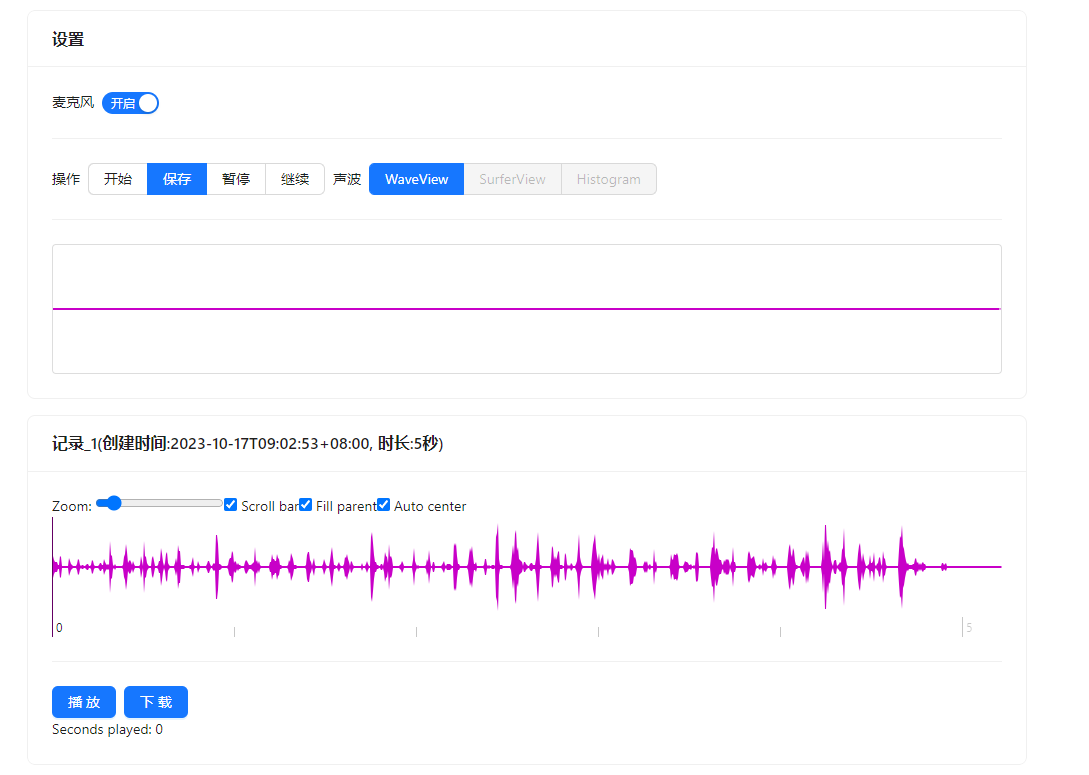 设置
麦克风 开启
操作 开始 保存 暂停 继续 声波 WaveView SurferView Histogram
记录_1(创建时间:2023-10-17T09:02:53+08:00, 时长:5秒)
Zoom: Scroll bar Fill parent Auto center
0 5
播 放 下 载
Seconds played: 0